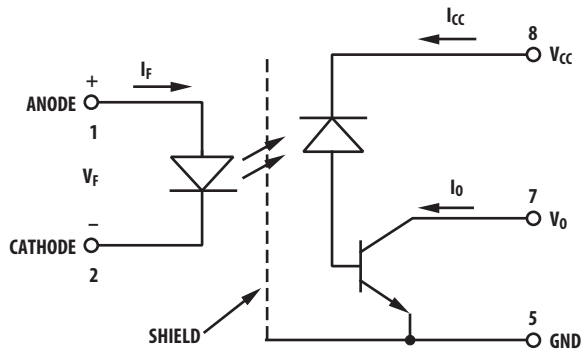 8
I_CC
V_CC
+
I_F
ANODE
1
V_F
7
I_O
V_O
−
CATHODE
2
5
SHIELD
GND